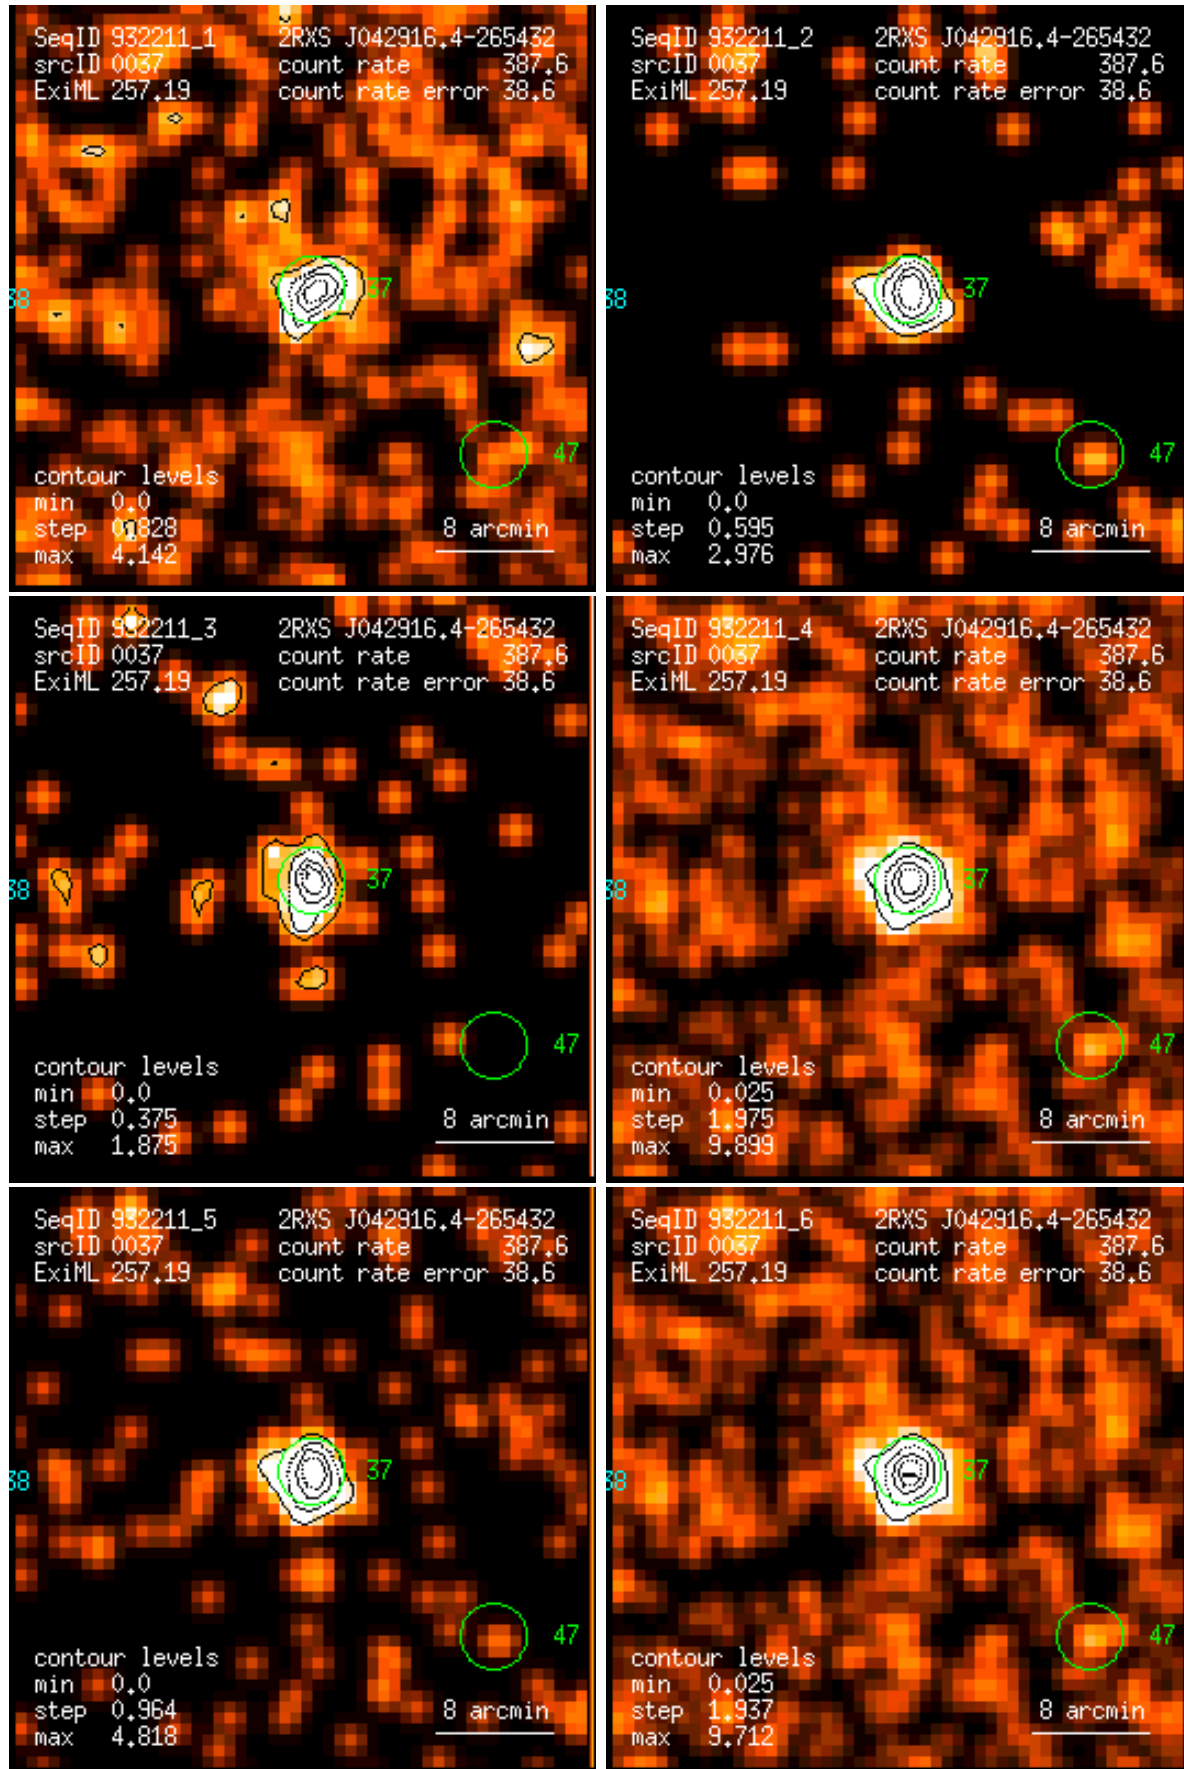 SeqID 932211_1 2RXS J042916.4-265432
srcID 0037 count rate 387.6
ExiML 257.19 count rate error 38.6
38 37
47
contour levels
min 0.0
step 0.828 8 arcmin
max 4.142
SeqID 932211_2 2RXS J042916.4-265432
srcID 0037 count rate 387.6
ExiML 257.19 count rate error 38.6
38 37
47
contour levels
min 0.0
step 0.595 8 arcmin
max 2.976
SeqID 932211_3 2RXS J042916.4-265432
srcID 0037 count rate 387.6
ExiML 257.19 count rate error 38.6
38 37
47
contour levels
min 0.0
step 0.375 8 arcmin
max 1.875
SeqID 932211_4 2RXS J042916.4-265432
srcID 0037 count rate 387.6
ExiML 257.19 count rate error 38.6
38 37
47
contour levels
min 0.025
step 1.975 8 arcmin
max 9.899
SeqID 932211_5 2RXS J042916.4-265432
srcID 0037 count rate 387.6
ExiML 257.19 count rate error 38.6
38 37
47
contour levels
min 0.0
step 0.964 8 arcmin
max 4.818
SeqID 932211_6 2RXS J042916.4-265432
srcID 0037 count rate 387.6
ExiML 257.19 count rate error 38.6
38 37
47
contour levels
min 0.025
step 1.937 8 arcmin
max 9.712